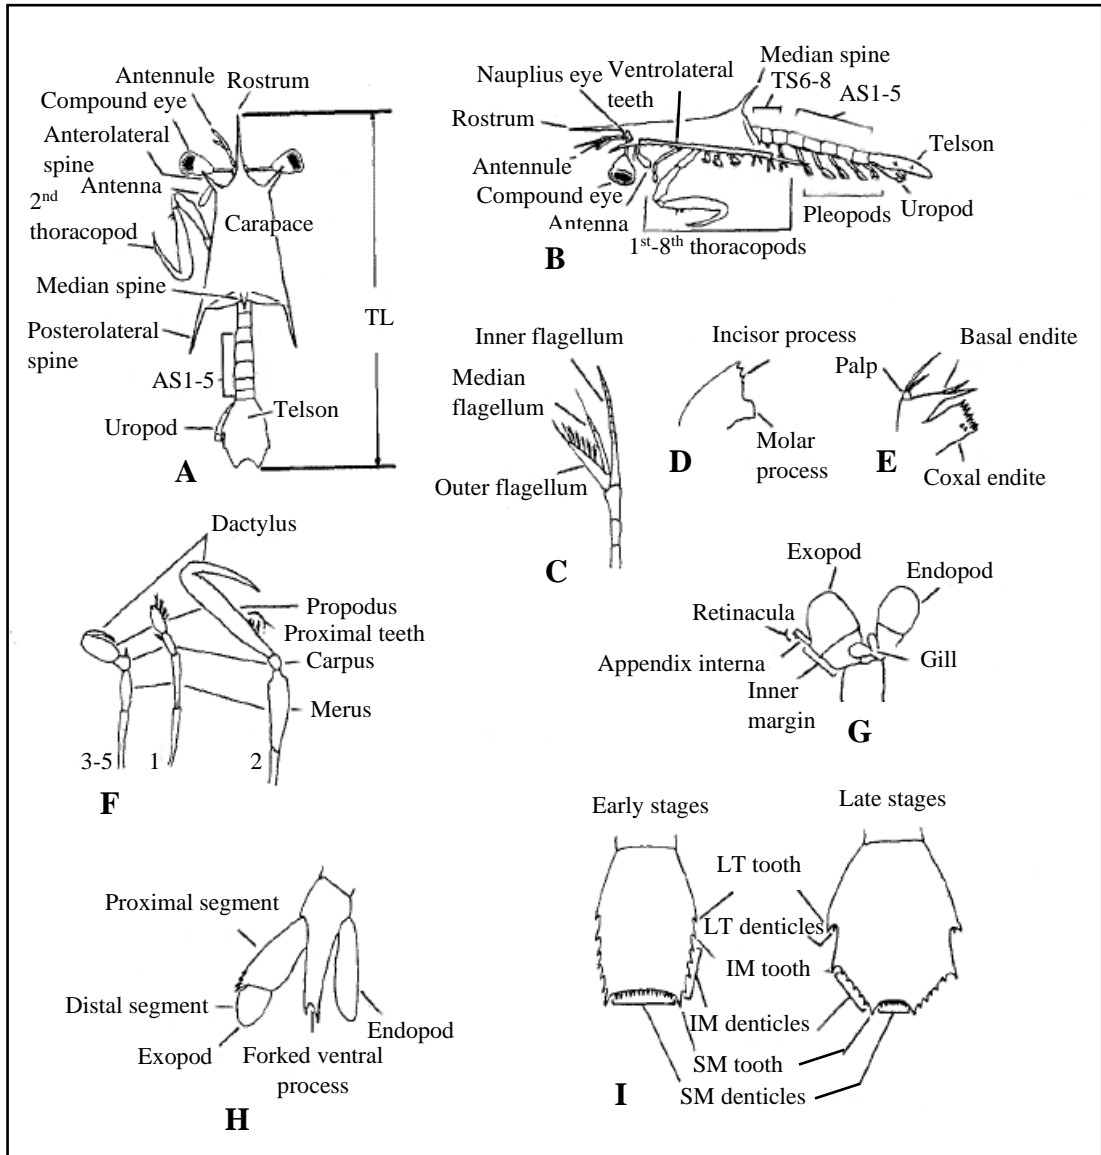 Antennule
Rostrum
Compound eye
Anterolateral
spine
Antenna
2nd
thoracopod
Carapace
Median spine
Posterolateral
spine
TL
AS1-5
Uropod
Telson
A
Median spine
Nauplius eye
Ventrolateral
teeth
TS6-8
AS1-5
Rostrum
Telson
Antennule
Compound eye
Antenna
Pleopods
Uropod
1st-8th thoracopods
B
Inner flagellum
Median
flagellum
Outer flagellum
C
Incisor process
Molar
process
D
Basal endite
Palp
Coxal endite
E
Dactylus
Propodus
Proximal teeth
Carpus
Merus
3-5
1
2
F
Exopod
Endopod
Retinacula
Appendix interna
Gill
Inner
margin
G
Proximal segment
Distal segment
Exopod
Forked ventral
process
Endopod
H
Early stages
Late stages
LT tooth
LT denticles
IM tooth
IM denticles
SM tooth
SM denticles
I